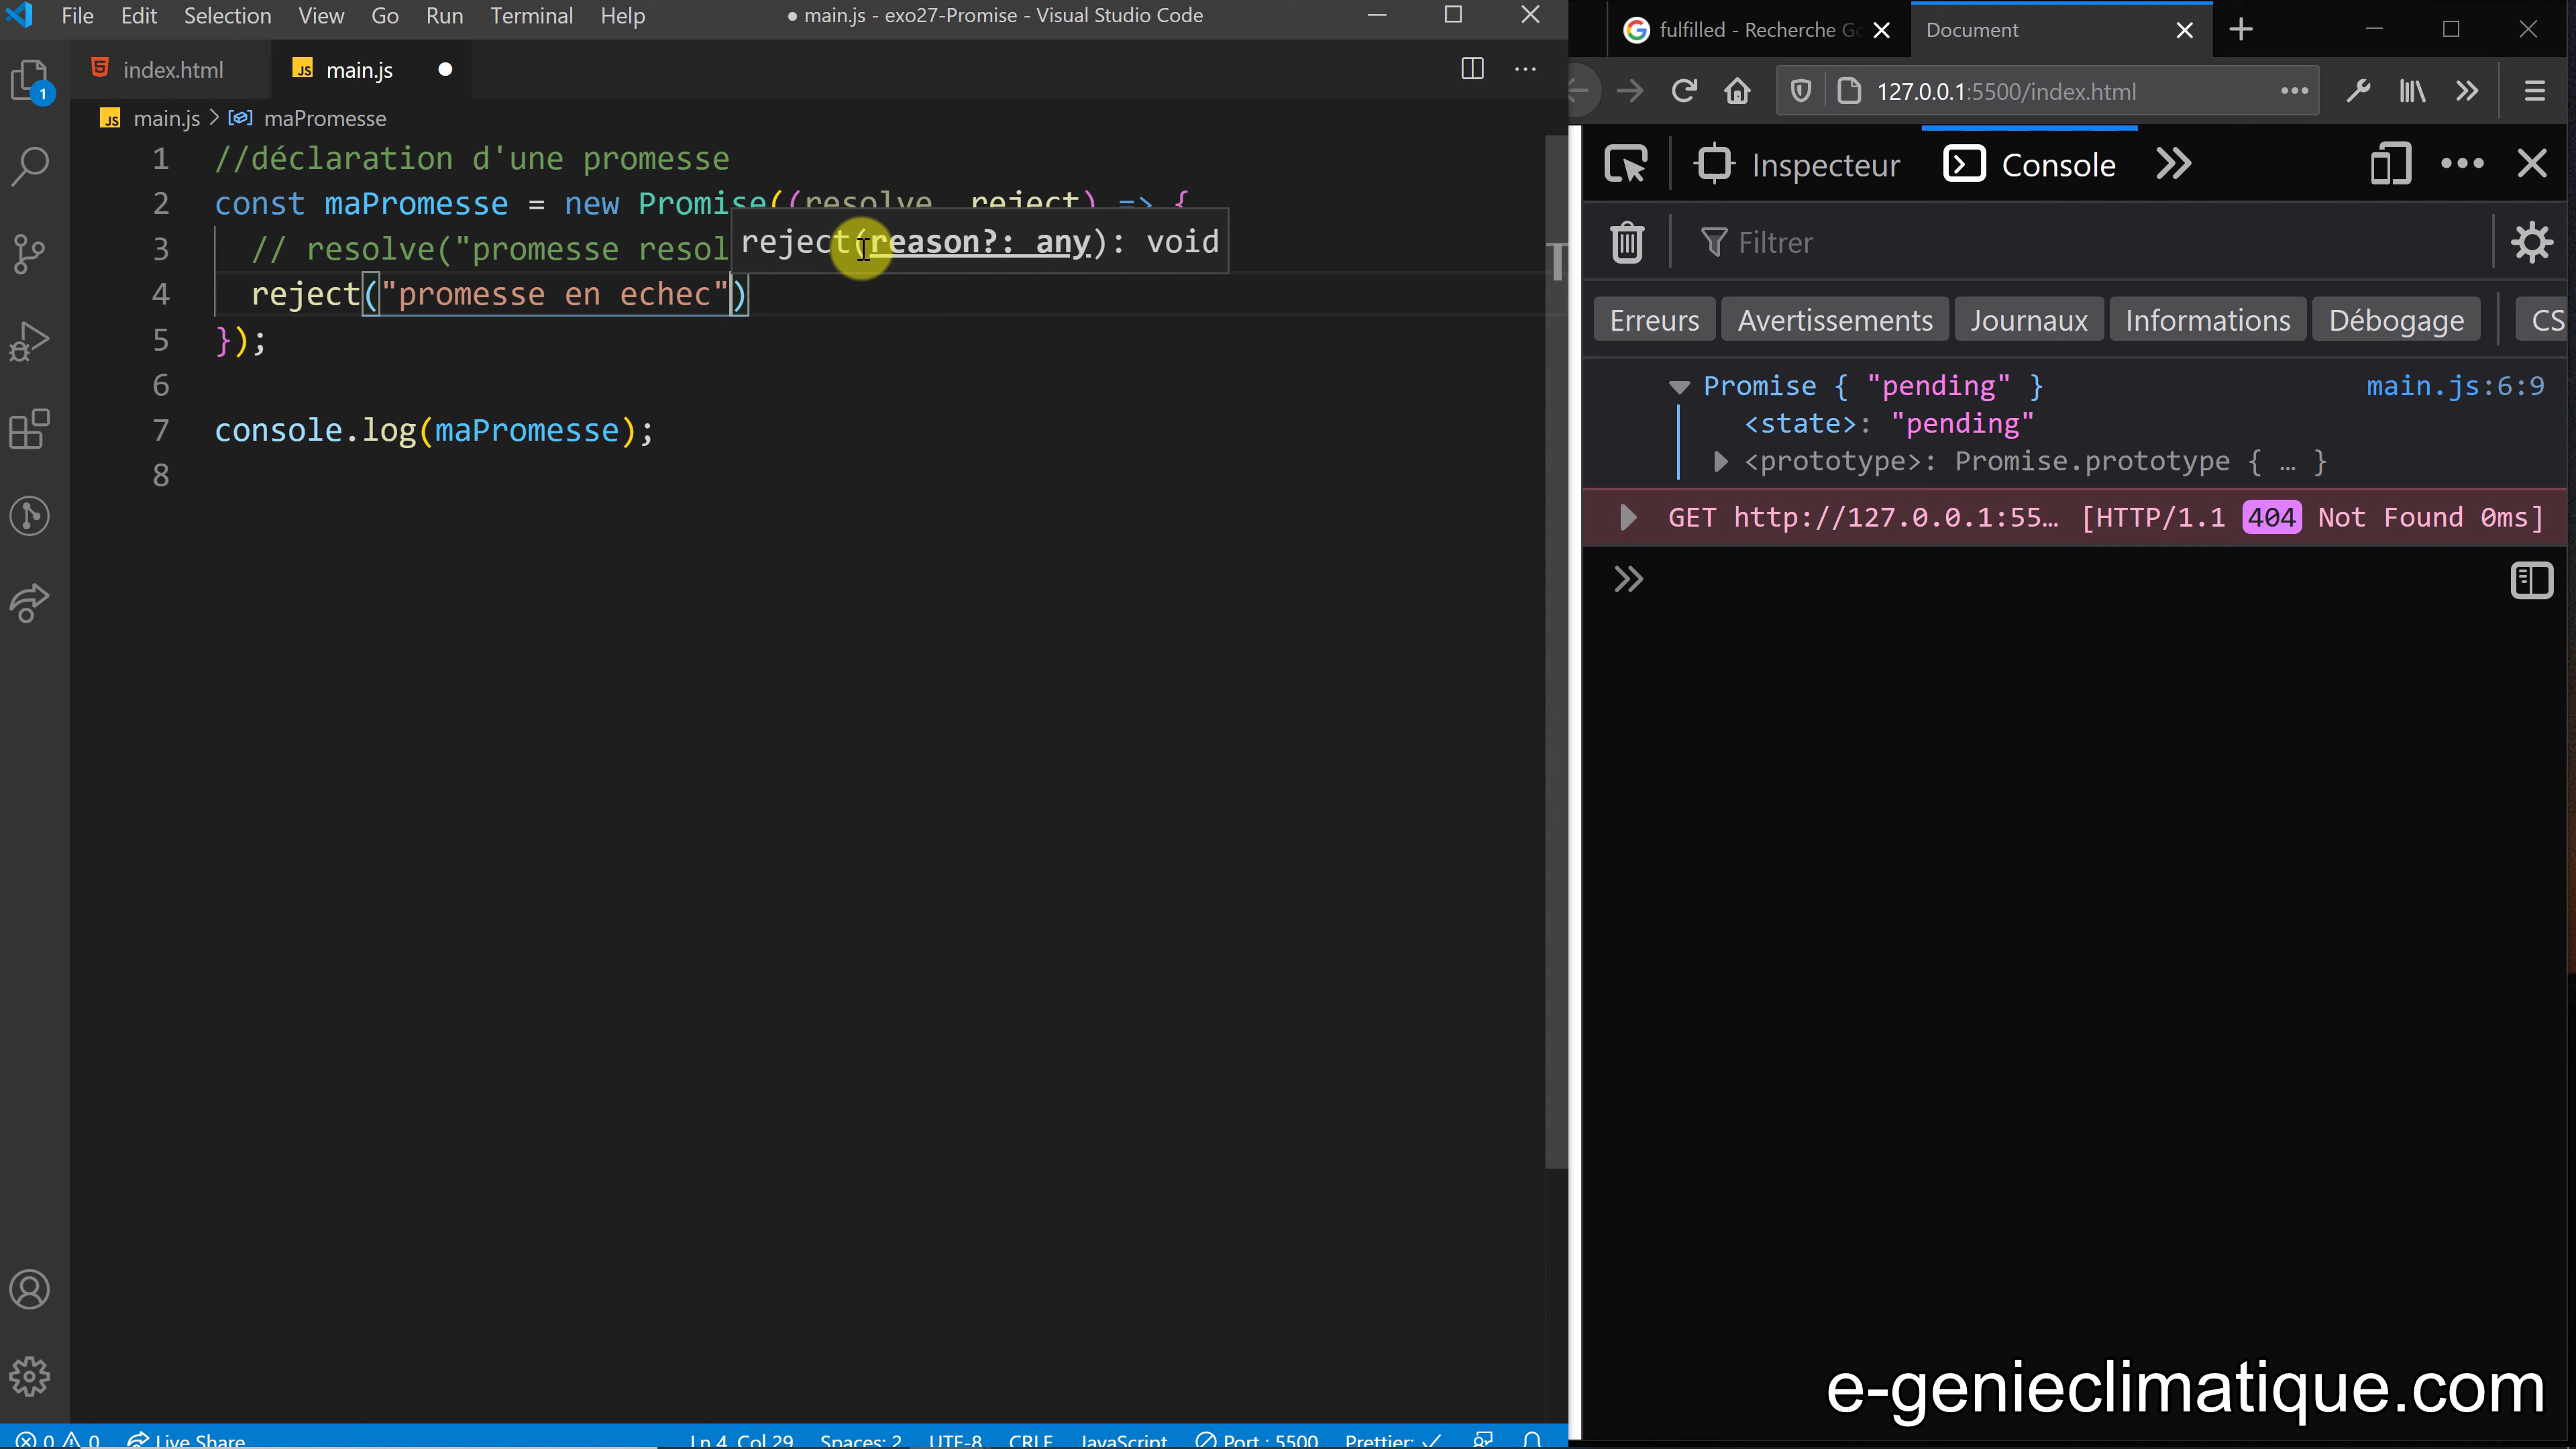 File Edit Selection View Go Run Terminal Help
● main.js - exo27-Promise - Visual Studio Code
index.html
JS main.js ●
JS main.js > maPromesse
1 //déclaration d'une promesse
2 const maPromesse = new Promise((resolve, reject) => {
reject(reason?: any): void
3 // resolve("promesse resol
4 reject("promesse en echec")
5 });
6
7 console.log(maPromesse);
8
1
0 0 Live Share
Ln 4, Col 29 Spaces: 2 UTF-8 CRLF JavaScript Port : 5500 Prettier: ✓
fulfilled - Recherche Go
Document
127.0.0.1:5500/index.html
Inspecteur Console
Filtrer
Erreurs Avertissements Journaux Informations Débogage CS
Promise { "pending" } main.js:6:9
<state>: "pending"
<prototype>: Promise.prototype { … }
GET http://127.0.0.1:55… [HTTP/1.1 404 Not Found 0ms]
e-genieclimatique.com